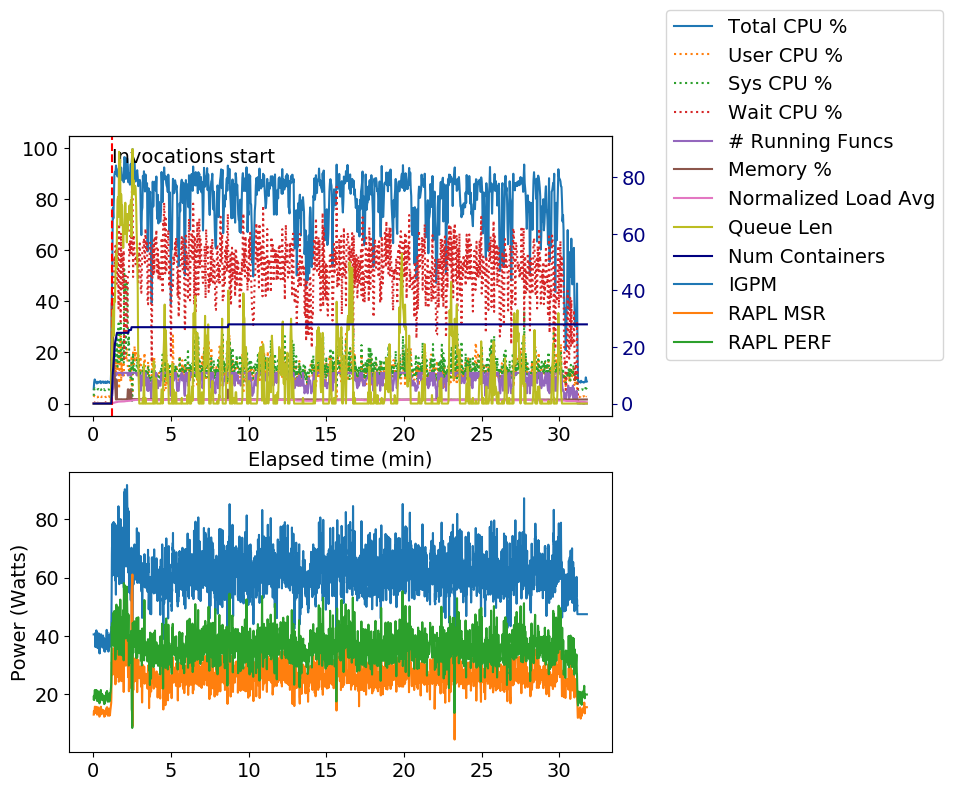 Total CPU %
User CPU %
Sys CPU %
Wait CPU %
# Running Funcs
Memory %
Normalized Load Avg
Queue Len
Num Containers
IGPM
RAPL MSR
RAPL PERF
Invocations start
100
80
60
40
20
0
80
60
40
20
0
0 5 10 15 20 25 30
Elapsed time (min)
Power (Watts)
80
60
40
20
0 5 10 15 20 25 30